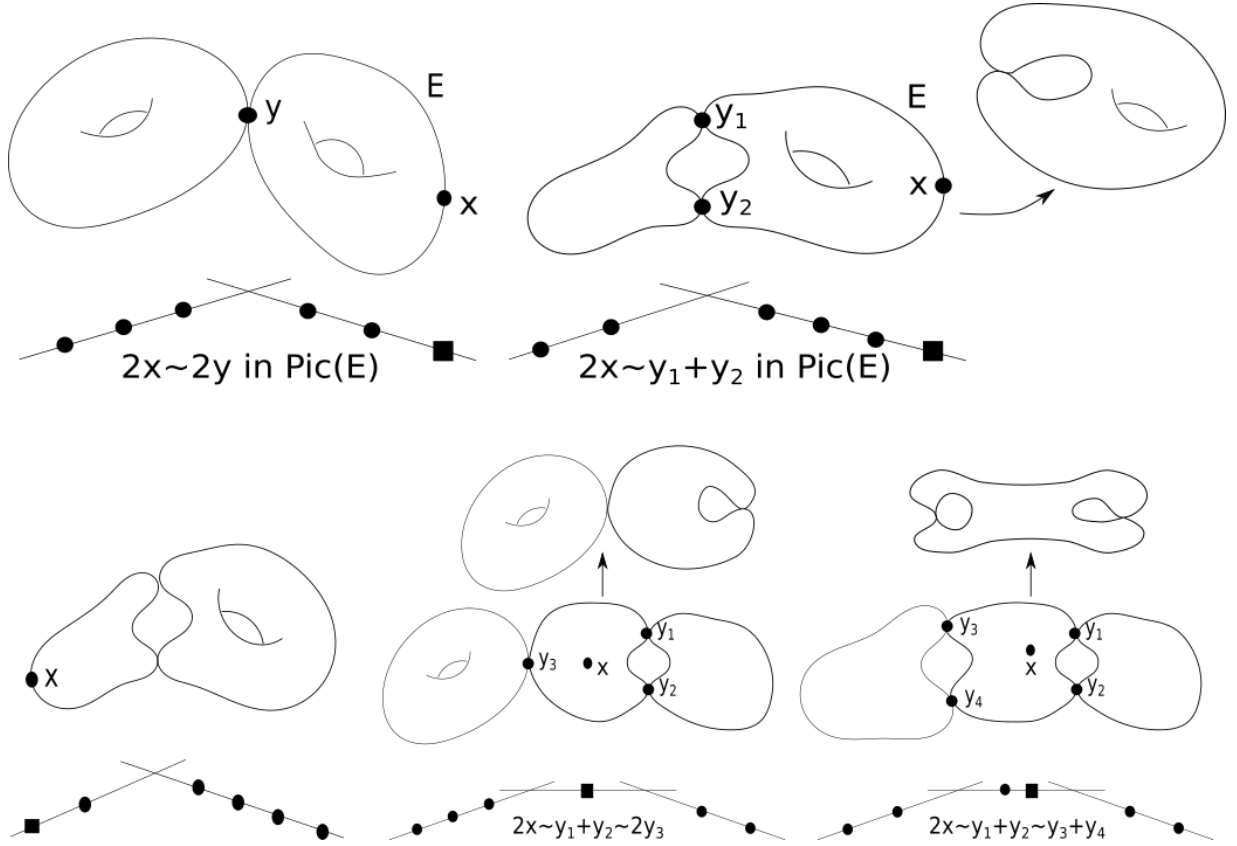 E
y
x
E
y₁
x
y₂
2x~2y in Pic(E)
2x~y₁+y₂ in Pic(E)
x
y₃
x
y₁
y₂
y₃
x
y₁
y₄
y₂
2x~y₁+y₂~2y₃
2x~y₁+y₂~y₃+y₄